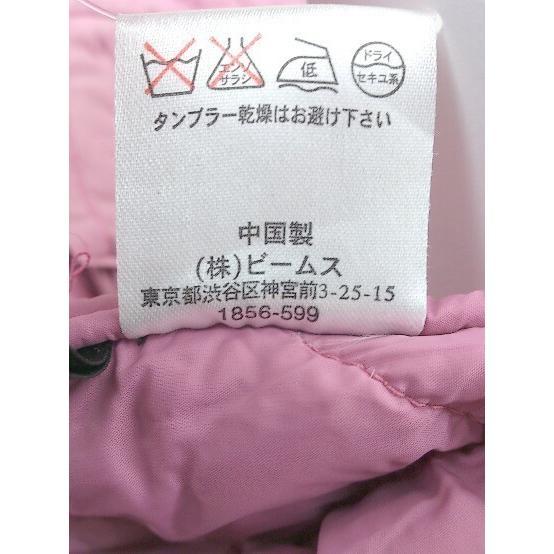 エンソ
サラシ
低
ドライ
セキユ系
タンブラー乾燥はお避け下さい
中国製
(株)ビームス
東京都渋谷区神宮前3-25-15
1856-599